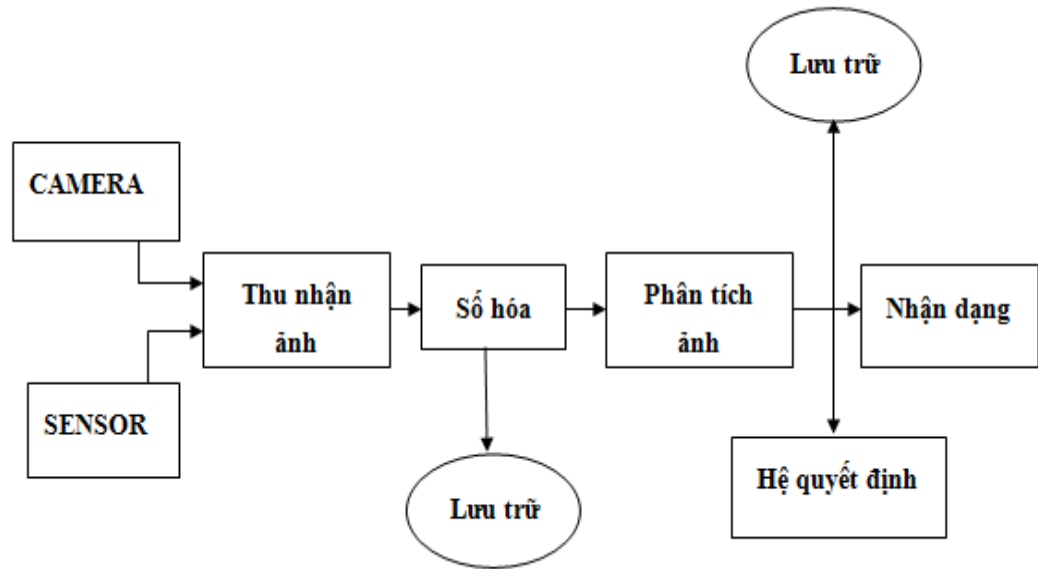 Lưu trữ
CAMERA
Thu nhận
ảnh
Số hóa
Phân tích
ảnh
Nhận dạng
SENSOR
Hệ quyết định
Lưu trữ